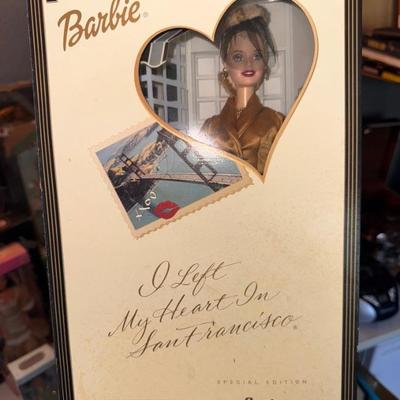 Barbie®
I Left
My Heart In
San Francisco®
SPECIAL EDITION